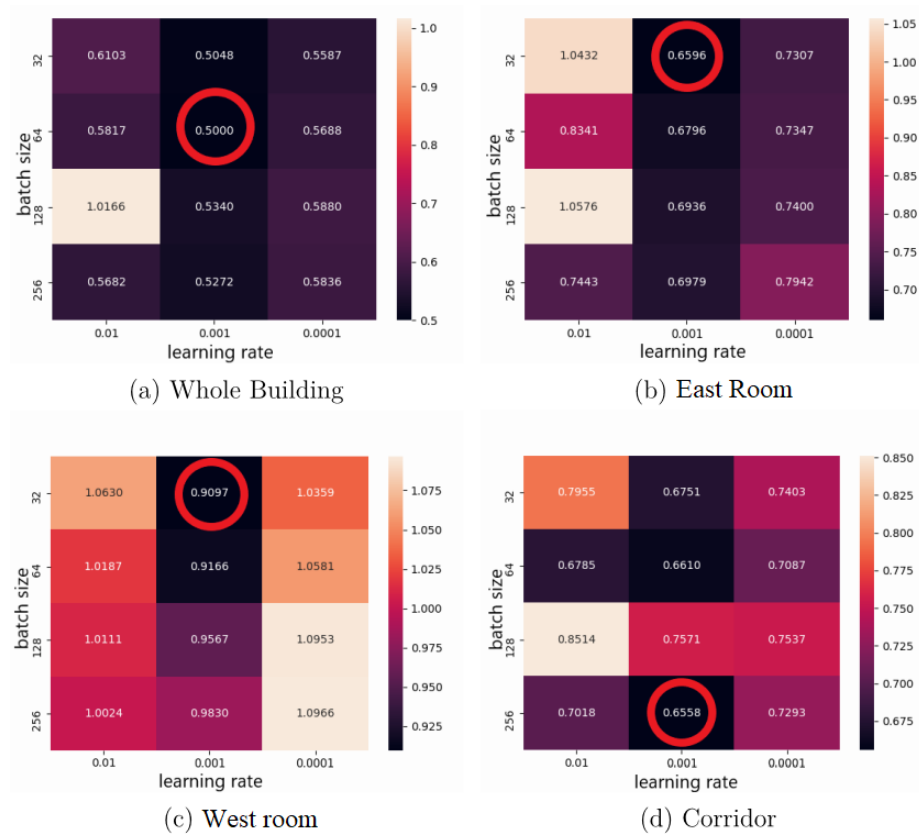 32 0.6103 0.5048 0.5587
64 0.5817 0.5000 0.5688
128 1.0166 0.5340 0.5880
256 0.5682 0.5272 0.5836
batch size
0.01 0.001 0.0001
learning rate
1.0
0.9
0.8
0.7
0.6
0.5
(a) Whole Building
32 1.0432 0.6596 0.7307
64 0.8341 0.6796 0.7347
128 1.0576 0.6936 0.7400
256 0.7443 0.6979 0.7942
batch size
0.01 0.001 0.0001
learning rate
1.05
1.00
0.95
0.90
0.85
0.80
0.75
0.70
(b) East Room
32 1.0630 0.9097 1.0359
64 1.0187 0.9166 1.0581
128 1.0111 0.9567 1.0953
256 1.0024 0.9830 1.0966
batch size
0.01 0.001 0.0001
learning rate
1.075
1.050
1.025
1.000
0.975
0.950
0.925
(c) West room
32 0.7955 0.6751 0.7403
64 0.6785 0.6610 0.7087
128 0.8514 0.7571 0.7537
256 0.7018 0.6558 0.7293
batch size
0.01 0.001 0.0001
learning rate
0.850
0.825
0.800
0.775
0.750
0.725
0.700
0.675
(d) Corridor